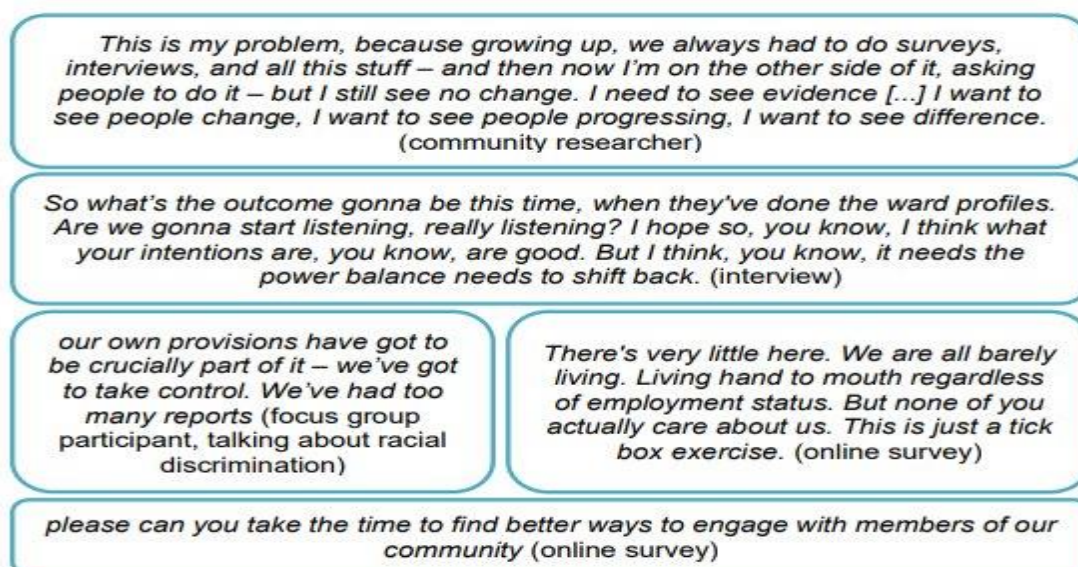 This is my problem, because growing up, we always had to do surveys,
interviews, and all this stuff – and then now I'm on the other side of it, asking
people to do it – but I still see no change. I need to see evidence [...] I want to
see people change, I want to see people progressing, I want to see difference.
(community researcher)
So what's the outcome gonna be this time, when they've done the ward profiles.
Are we gonna start listening, really listening? I hope so, you know, I think what
your intentions are, you know, are good. But I think, you know, it needs the
power balance needs to shift back. (interview)
our own provisions have got to
be crucially part of it – we've got
to take control. We've had too
many reports (focus group
participant, talking about racial
discrimination)
There's very little here. We are all barely
living. Living hand to mouth regardless
of employment status. But none of you
actually care about us. This is just a tick
box exercise. (online survey)
please can you take the time to find better ways to engage with members of our
community (online survey)